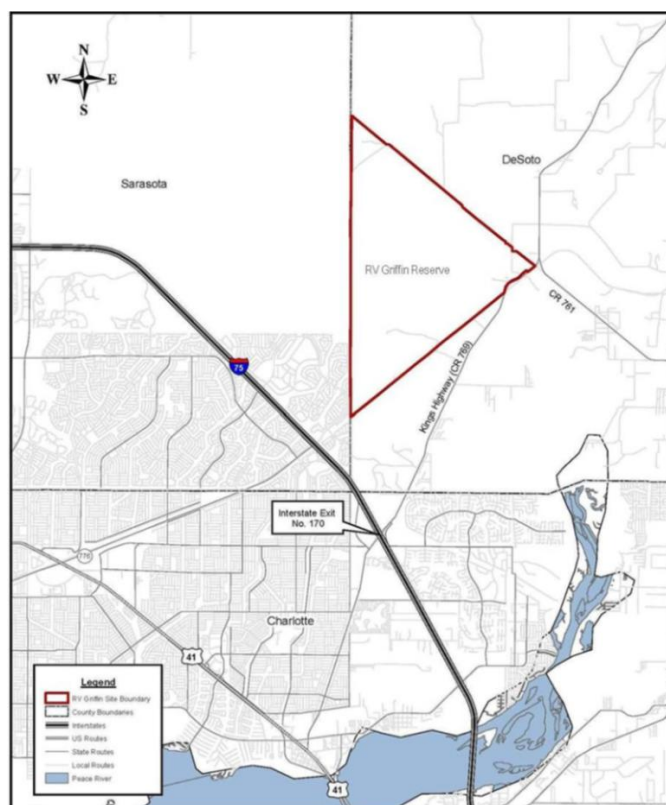 N
W E
S
DeSoto
Sarasota
RV Griffin Reserve
CR 761
75
Kings Highway (CR 769)
Interstate Exit
No. 170
776
Charlotte
41
Legend
RV Griffin Site Boundary
County Boundaries
Interstates
US Routes
State Routes
Local Routes
Peace River
41